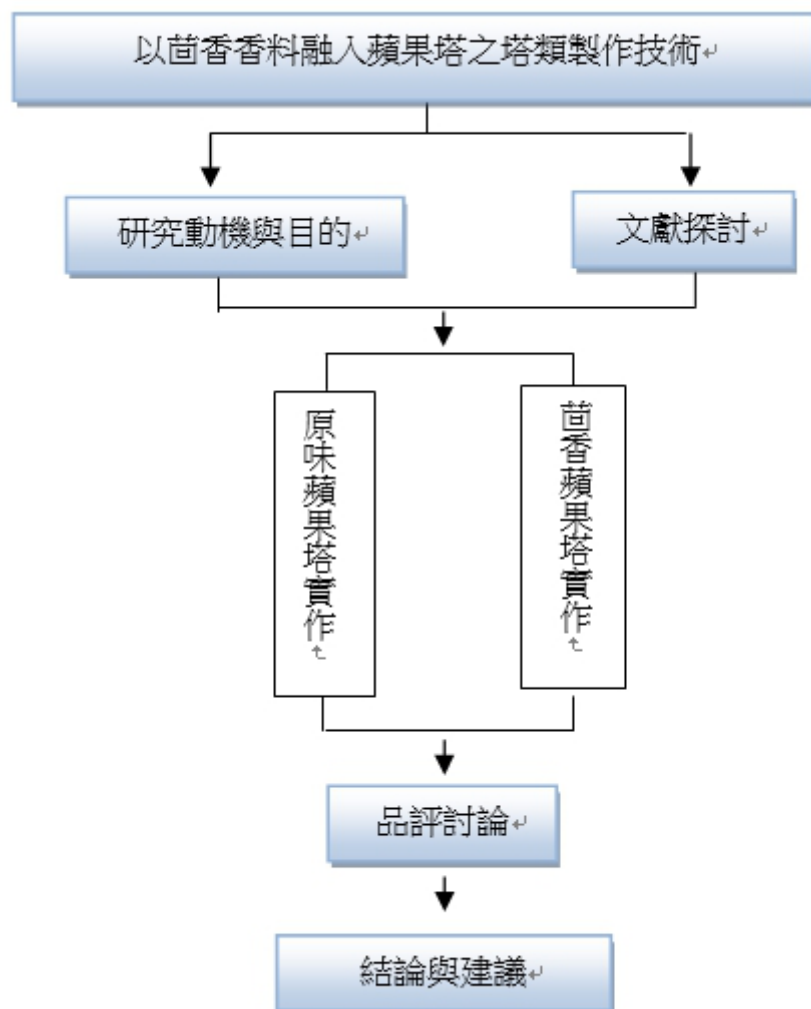 以茴香香料融入蘋果塔之塔類製作技術
研究動機與目的
文獻探討
原味蘋果塔實作
茴香蘋果塔實作
品評討論
結論與建議